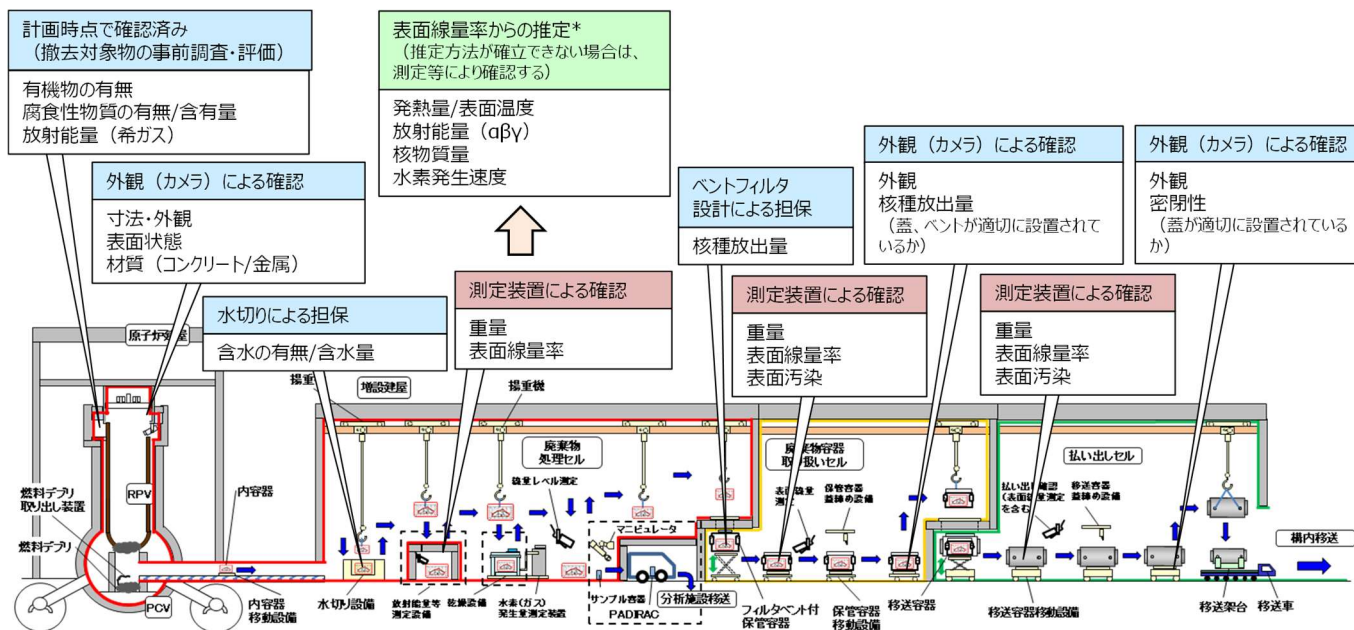 計画時点で確認済み
（撤去対象物の事前調査・評価）
有機物の有無
腐食性物質の有無/含有量
放射能量（希ガス）
表面線量率からの推定*
（推定方法が確立できない場合は、
測定等により確認する）
発熱量/表面温度
放射能量（αβγ）
核物質量
水素発生速度
外観（カメラ）による確認
寸法・外観
表面状態
材質（コンクリート/金属）
ベントフィルタ
設計による担保
核種放出量
外観（カメラ）による確認
外観
核種放出量
（蓋、ベントが適切に設置されて
いるか）
外観（カメラ）による確認
外観
密閉性
（蓋が適切に設置されている
か）
水切りによる担保
含水の有無/含水量
測定装置による確認
重量
表面線量率
測定装置による確認
重量
表面線量率
表面汚染
測定装置による確認
重量
表面線量率
表面汚染
原子炉建屋
増設建屋
揚重機
廃棄物
処理セル
線量レベル測定
廃棄物容器
取り扱いセル
払い出しセル
燃料デブリ
取り出し装置
燃料デブリ
RPV
PCV
内容器
内容器
移動設備
水切り設備
放射能量等
測定設備
乾燥設備
水素(ガス)
発生量測定装置
マニピュレータ
サンプル容器
PADIRAC
分析施設移送
フィルタベント付
保管容器
表面線量
測定
保管容器
蓋締め設備
保管容器
移動設備
移送容器
払い出し確認
(表面線量測定
を含む)
移送容器
蓋締め設備
移送容器移動設備
移送架台
移送車
構内移送